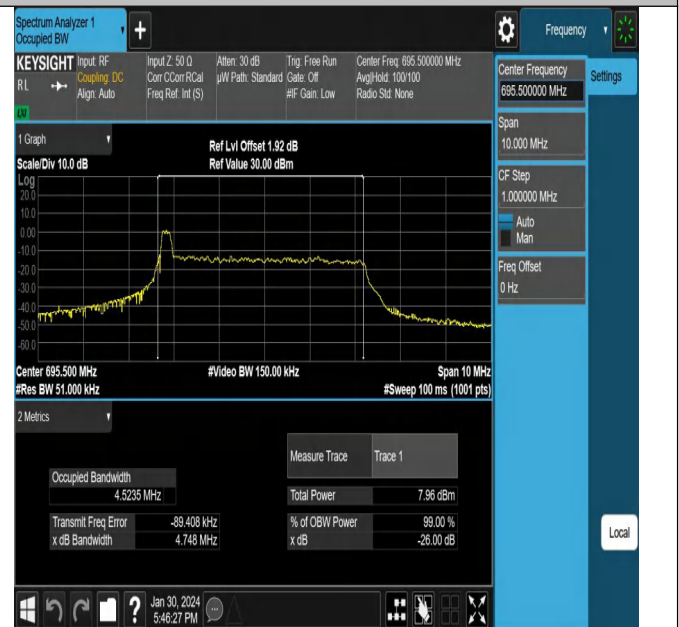 Spectrum Analyzer 1
Occupied BW
+
Frequency
KEYSIGHT
RL
LXI
Input: RF
Coupling: DC
Align: Auto
Input Z: 50 Ω
Corr CCorr RCal
Freq Ref: Int (S)
Atten: 30 dB
µW Path: Standard
Trig: Free Run
Gate: Off
#IF Gain: Low
Center Freq: 695.500000 MHz
Avg|Hold: 100/100
Radio Std: None
Center Frequency
695.500000 MHz
Settings
Span
10.000 MHz
CF Step
1.000000 MHz
Auto
Man
Freq Offset
0 Hz
Local
1 Graph
Scale/Div 10.0 dB
Ref Lvl Offset 1.92 dB
Ref Value 30.00 dBm
Log
20.0
10.0
0.00
-10.0
-20.0
-30.0
-40.0
-50.0
-60.0
Center 695.500 MHz
#Video BW 150.00 kHz
Span 10 MHz
#Res BW 51.000 kHz
#Sweep 100 ms (1001 pts)
2 Metrics
Measure Trace
Trace 1
Occupied Bandwidth
4.5235 MHz
Total Power
7.96 dBm
Transmit Freq Error
-89.408 kHz
% of OBW Power
99.00 %
x dB Bandwidth
4.748 MHz
x dB
-26.00 dB
?
Jan 30, 2024
5:46:27 PM